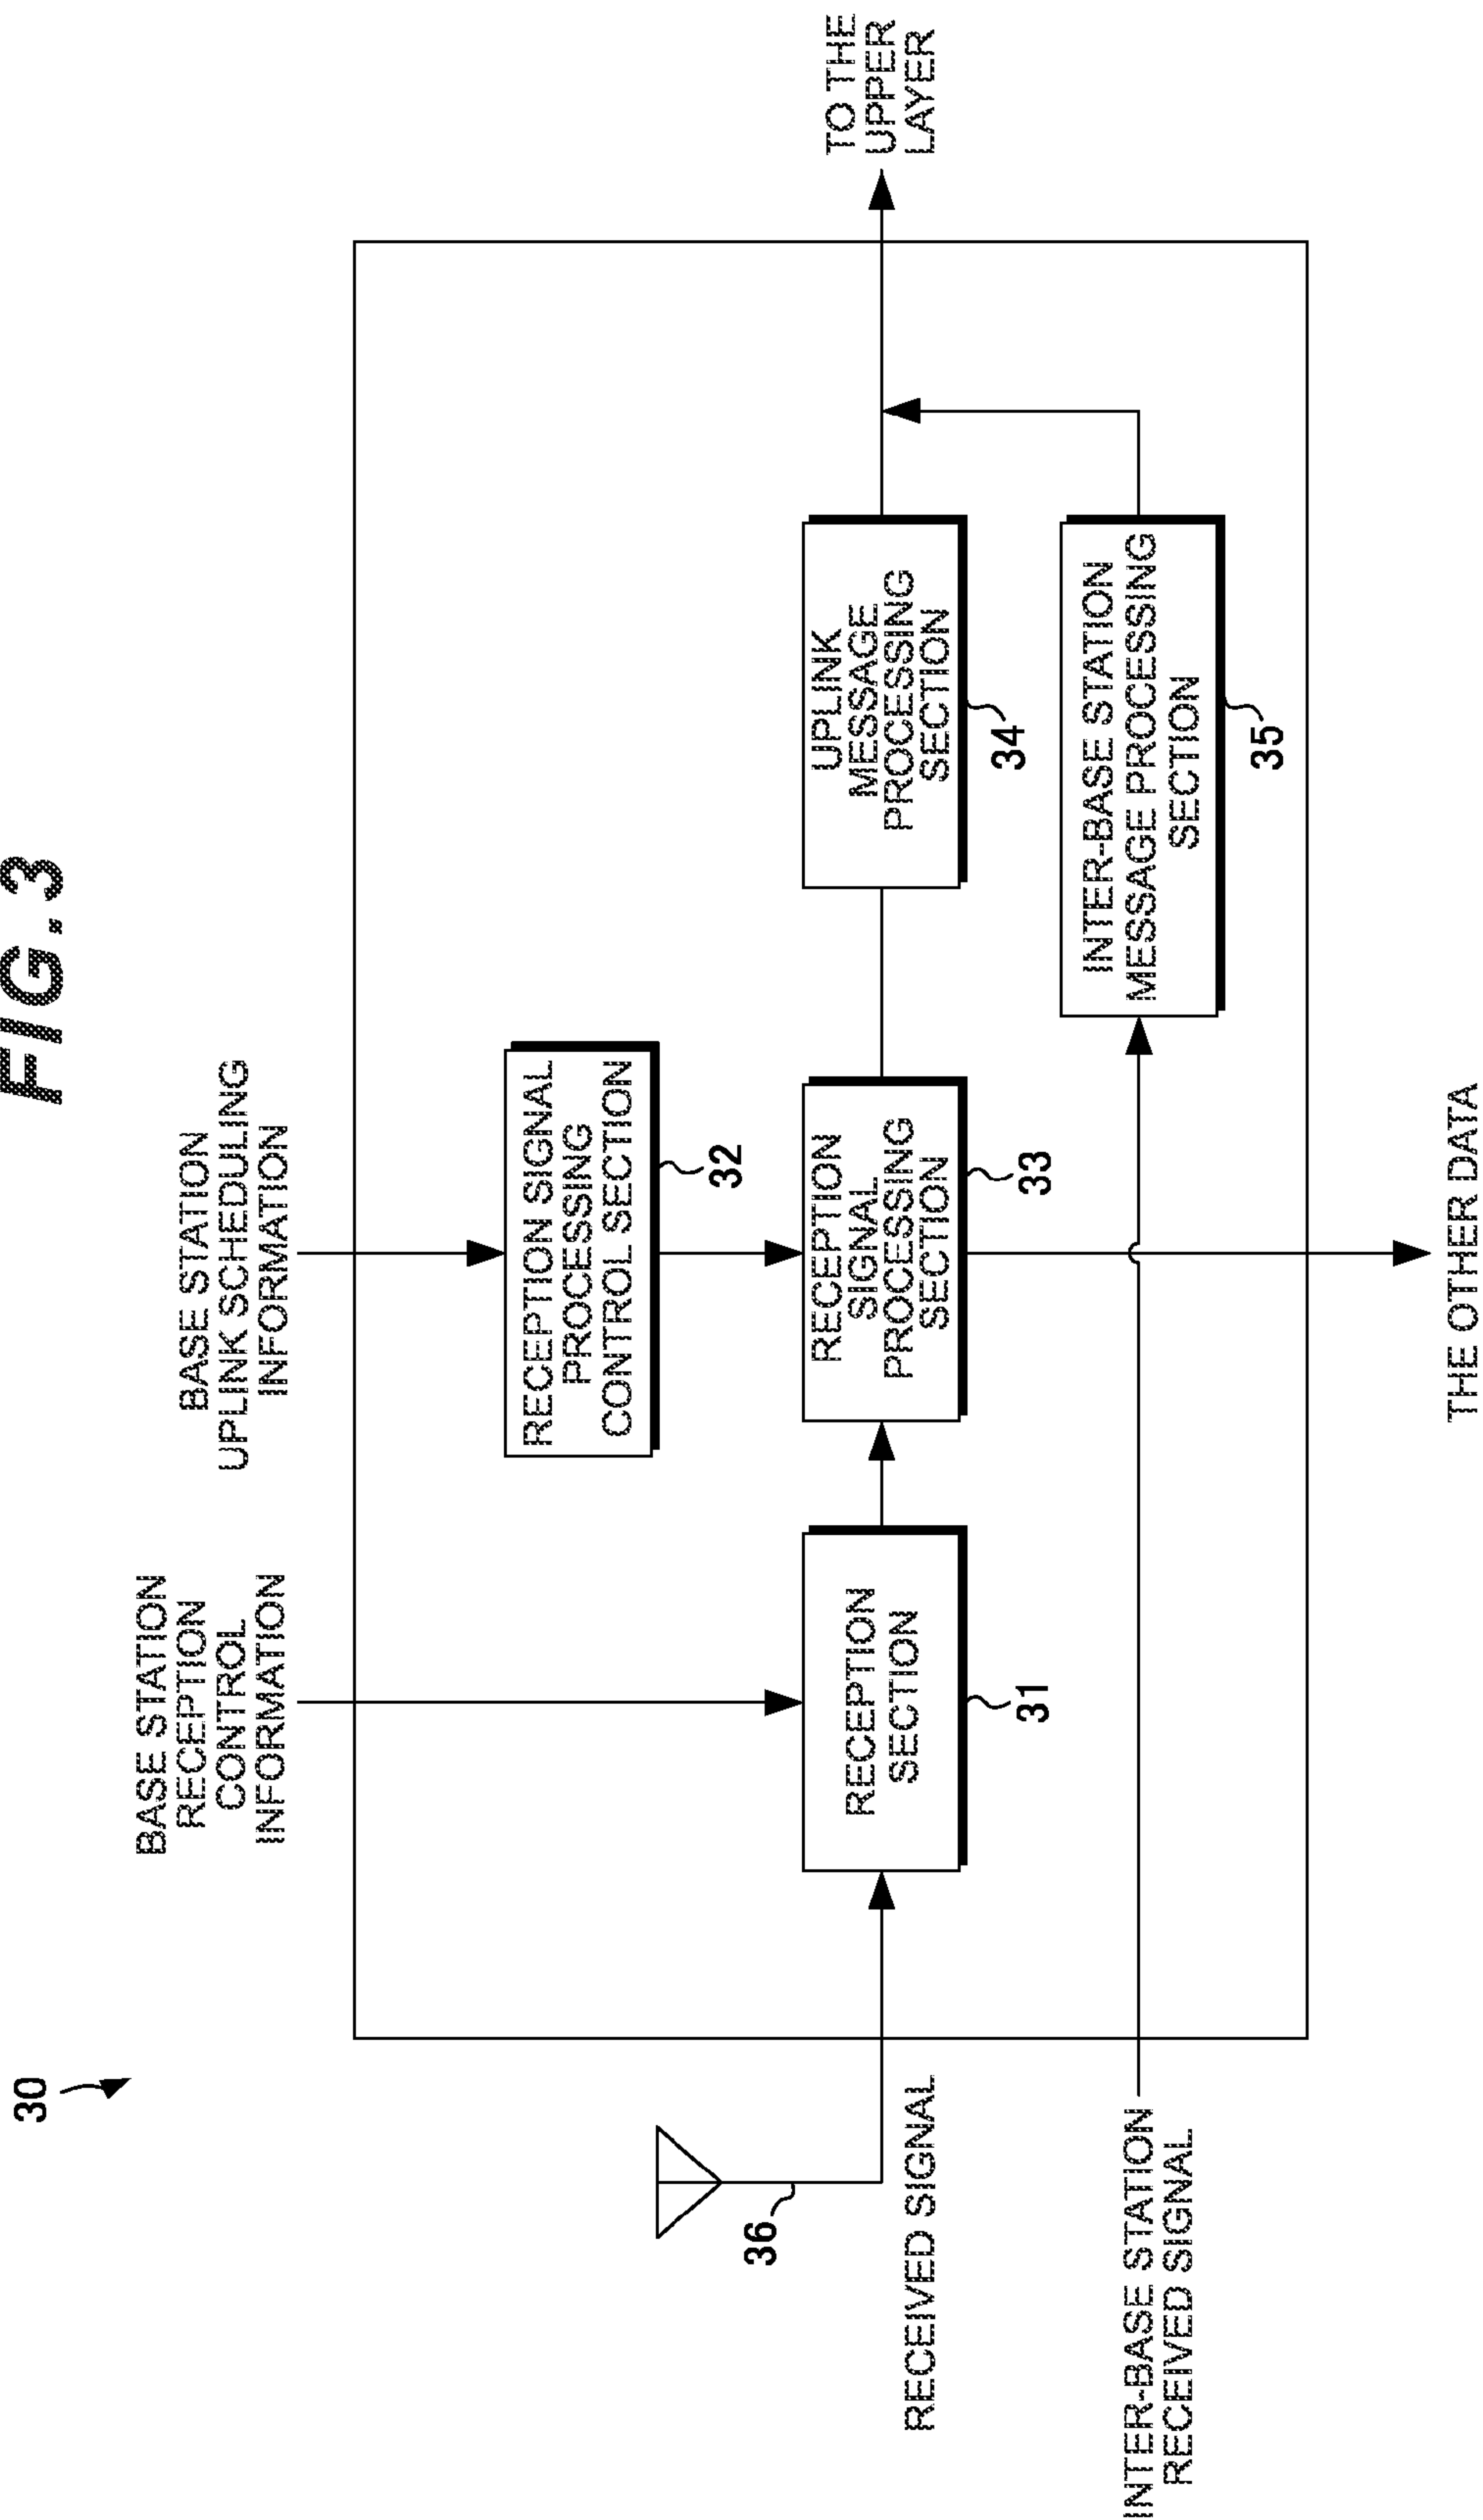 FIG.3
30
BASE STATION
RECEPTION
CONTROL
INFORMATION
BASE STATION
UPLINK SCHEDULING
INFORMATION
RECEPTION SIGNAL
PROCESSING
CONTROL SECTION
32
36
RECEIVED SIGNAL
RECEPTION
SECTION
31
RECEPTION
SIGNAL
PROCESSING
SECTION
33
UPLINK
MESSAGE
PROCESSING
SECTION
34
TO THE
UPPER
LAYER
INTER-BASE STATION
RECEIVED SIGNAL
INTER-BASE STATION
MESSAGE PROCESSING
SECTION
35
THE OTHER DATA